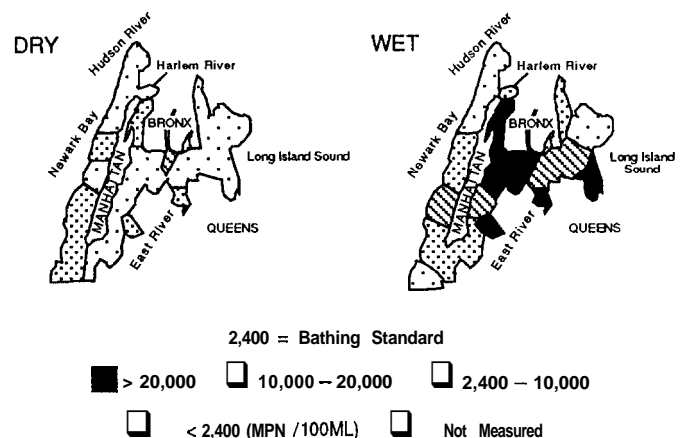 DRY
Hudson River
Harlem River
BRONX
Newark Bay
MANHATTAN
Long Island Sound
East River
QUEENS
WET
Hudson River
Harlem River
BRONX
Newark Bay
MANHATTAN
Long Island
Sound
East River
QUEENS
2,400 = Bathing Standard
> 20,000 10,000 – 20,000 2,400 – 10,000
< 2,400 (MPN /100ML) Not Measured